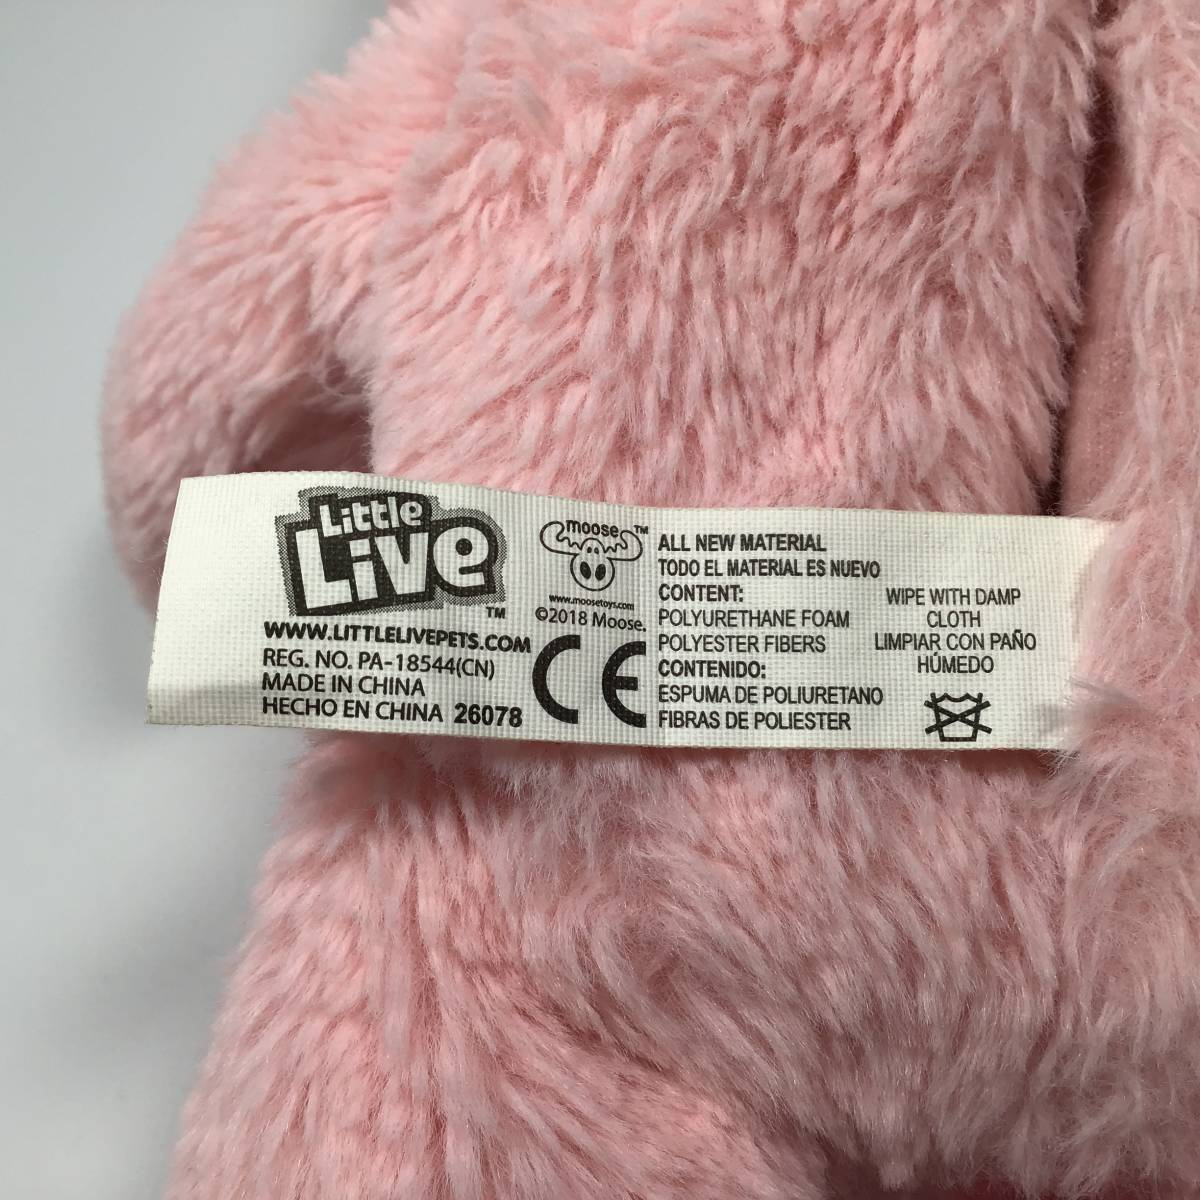 Little
Live™
WWW.LITTLELIVEPETS.COM
REG. NO. PA-18544(CN)
MADE IN CHINA
HECHO EN CHINA 26078
moose™
www.moosetoys.com
©2018 Moose.
CE
ALL NEW MATERIAL
TODO EL MATERIAL ES NUEVO
CONTENT:
POLYURETHANE FOAM
POLYESTER FIBERS
CONTENIDO:
ESPUMA DE POLIURETANO
FIBRAS DE POLIESTER
WIPE WITH DAMP
CLOTH
LIMPIAR CON PAÑO
HÚMEDO